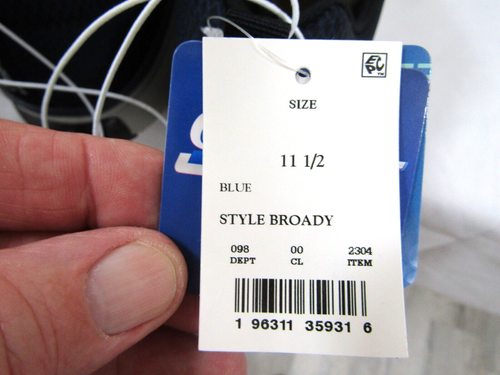 SIZE
11 1/2
BLUE
STYLE BROADY
098 00 2304
DEPT CL ITEM
1 96311 35931 6